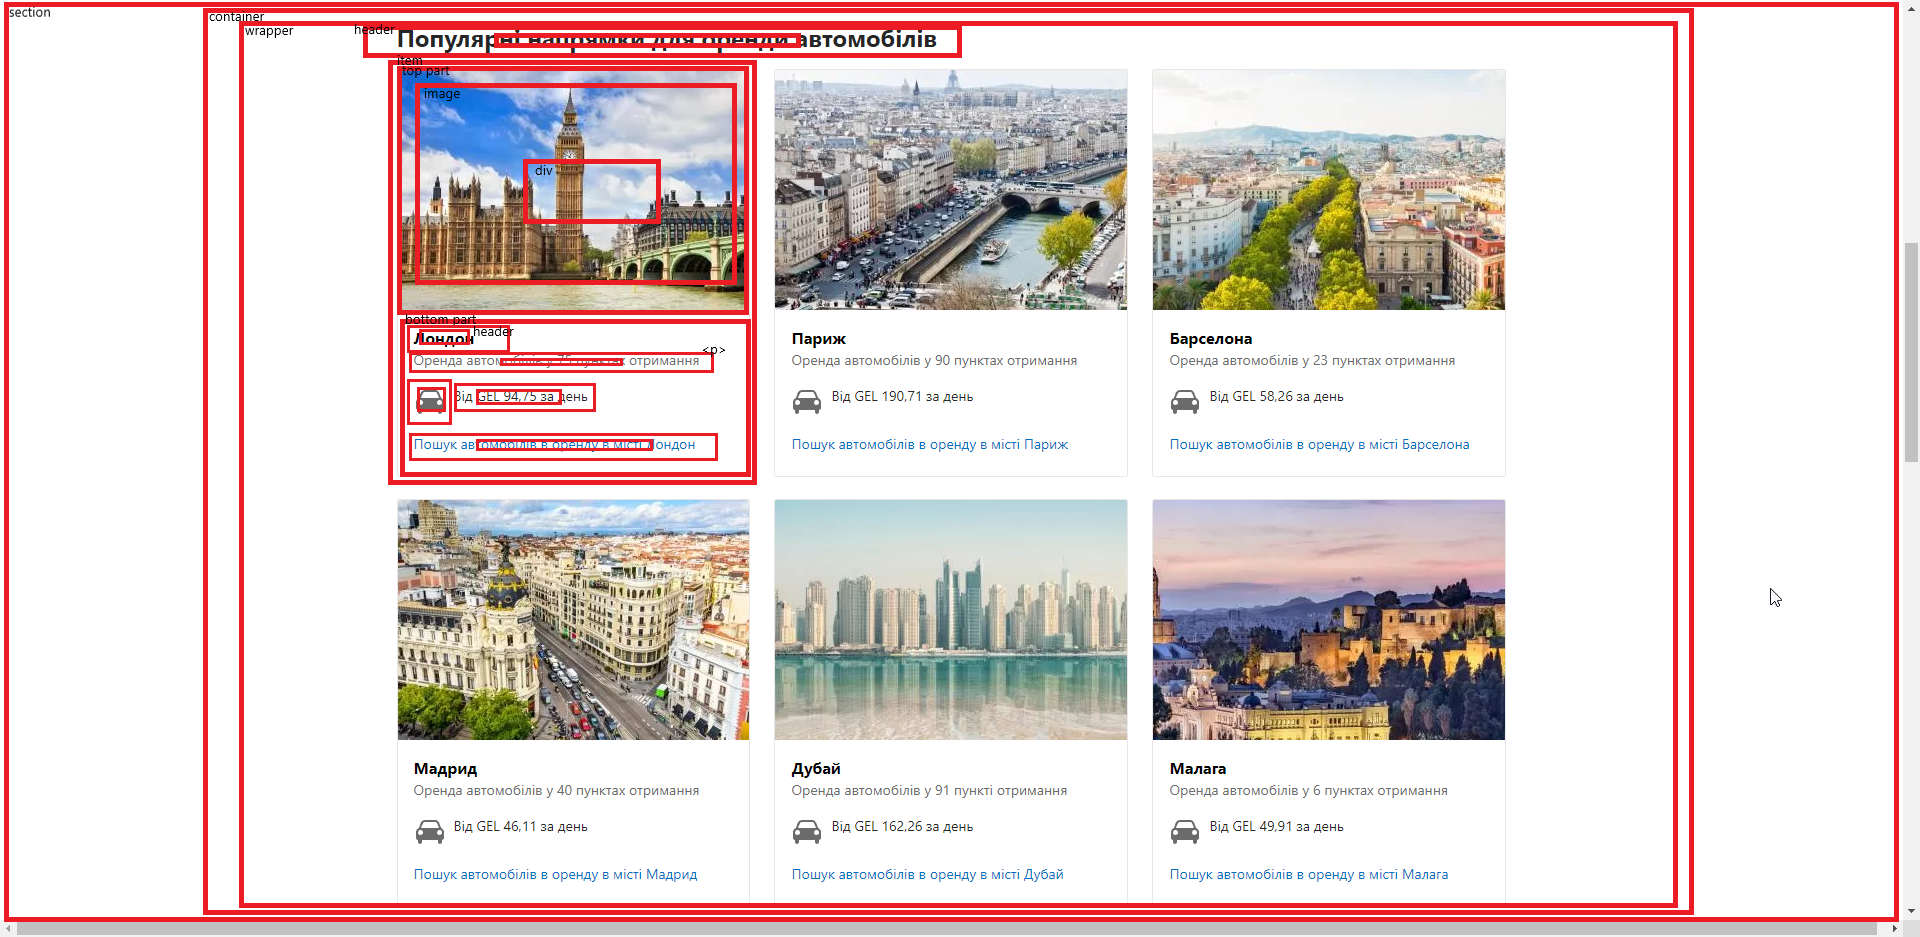 section
container
wrapper
header
Популярні напрямки для оренди автомобілів
item
top part
image
div
bottom part
header
Лондон
<p>
Оренда автомобілів у пунктах отримання
Від GEL 94,75 за день
Пошук автомобілів в оренду в місті Лондон
Париж
Оренда автомобілів у 90 пунктах отримання
Від GEL 190,71 за день
Пошук автомобілів в оренду в місті Париж
Барселона
Оренда автомобілів у 23 пунктах отримання
Від GEL 58,26 за день
Пошук автомобілів в оренду в місті Барселона
Мадрид
Оренда автомобілів у 40 пунктах отримання
Від GEL 46,11 за день
Пошук автомобілів в оренду в місті Мадрид
Дубай
Оренда автомобілів у 91 пункті отримання
Від GEL 162,26 за день
Пошук автомобілів в оренду в місті Дубай
Малага
Оренда автомобілів у 6 пунктах отримання
Від GEL 49,91 за день
Пошук автомобілів в оренду в місті Малага